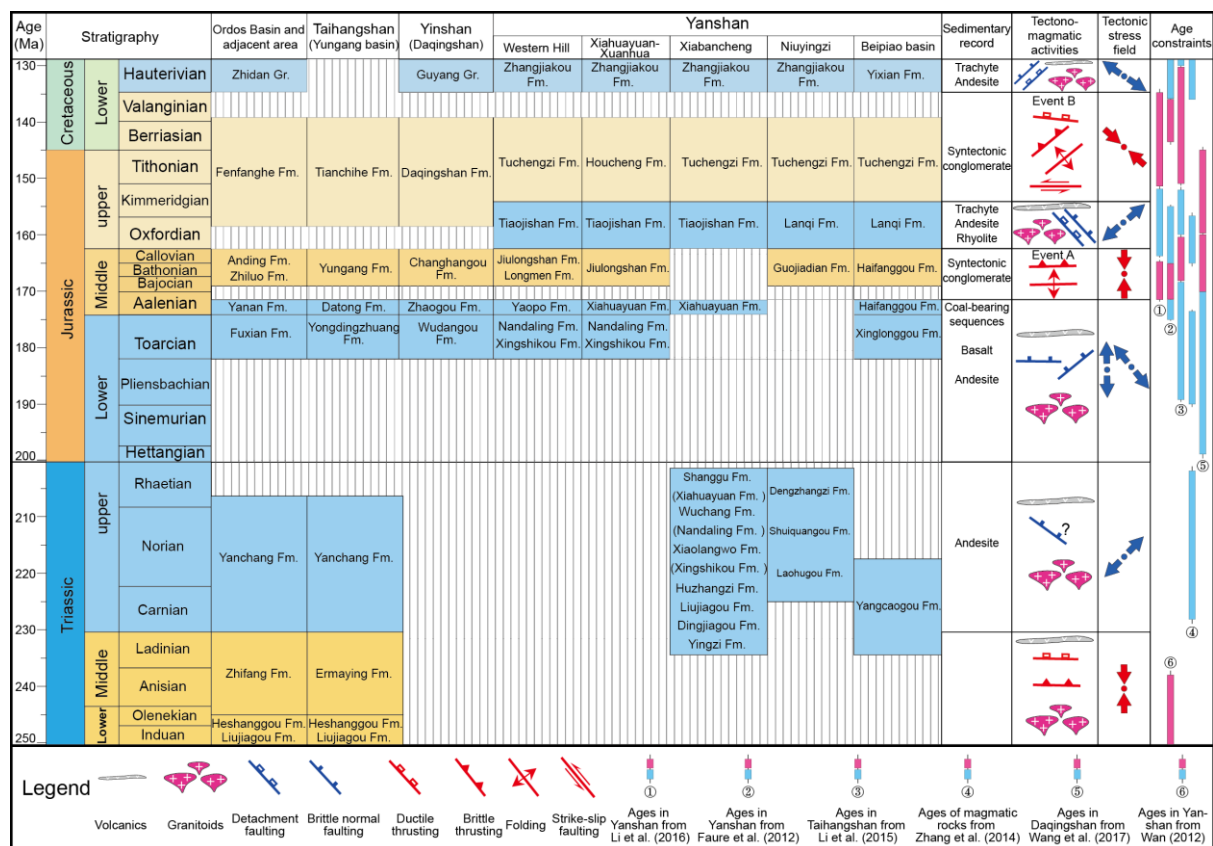 Age
(Ma)
Stratigraphy
Ordos Basin and
adjacent area
Taihangshan
(Yungang basin)
Yinshan
(Daqingshan)
Yanshan
Western Hill
Xiahuayuan-
Xuanhua
Xiabancheng
Niuyingzi
Beipiao basin
Sedimentary
record
Tectono-
magmatic
activities
Tectonic
stress
field
Age
constraints
130
140
150
160
170
180
190
200
210
220
230
240
250
Cretaceous
Jurassic
Triassic
Lower
upper
Middle
Lower
upper
Middle
Lower
Hauterivian
Valanginian
Berriasian
Tithonian
Kimmeridgian
Oxfordian
Callovian
Bathonian
Bajocian
Aalenian
Toarcian
Pliensbachian
Sinemurian
Hettangian
Rhaetian
Norian
Carnian
Ladinian
Anisian
Olenekian
Induan
Zhidan Gr.
Fenfanghe Fm.
Anding Fm.
Zhiluo Fm.
Yanan Fm.
Fuxian Fm.
Yanchang Fm.
Zhifang Fm.
Heshanggou Fm.
Liujiagou Fm.
Tianchihe Fm.
Yungang Fm.
Datong Fm.
Yongdingzhuang
Fm.
Yanchang Fm.
Ermaying Fm.
Heshanggou Fm.
Liujiagou Fm.
Guyang Gr.
Daqingshan Fm.
Changhangou
Fm.
Zhaogou Fm.
Wudangou
Fm.
Zhangjiakou
Fm.
Tuchengzi Fm.
Tiaojishan Fm.
Jiulongshan Fm.
Longmen Fm.
Yaopo Fm.
Nandaling Fm.
Xingshikou Fm.
Zhangjiakou
Fm.
Houcheng Fm.
Tiaojishan Fm.
Jiulongshan Fm.
Xiahuayuan Fm.
Nandaling Fm.
Xingshikou Fm.
Zhangjiakou
Fm.
Tuchengzi Fm.
Tiaojishan Fm.
Xiahuayuan Fm.
Shanggu Fm.
(Xiahuayuan Fm. )
Wuchang Fm.
(Nandaling Fm. )
Xiaolangwo Fm.
(Xingshikou Fm. )
Huzhangzi Fm.
Liujiagou Fm.
Dingjiagou Fm.
Yingzi Fm.
Zhangjiakou
Fm.
Tuchengzi Fm.
Lanqi Fm.
Guojiadian Fm.
Dengzhangzi Fm.
Shuiquangou Fm.
Laohugou Fm.
Yixian Fm.
Tuchengzi Fm.
Lanqi Fm.
Haifanggou Fm.
Haifanggou Fm.
Xinglonggou Fm.
Yangcaogou Fm.
Trachyte
Andesite
Syntectonic
conglomerate
Trachyte
Andesite
Rhyolite
Syntectonic
conglomerate
Coal-bearing
sequences
Basalt
Andesite
Andesite
Event B
Event A
?
①
②
③
⑤
④
⑥
Legend
Volcanics
Granitoids
Detachment
faulting
Brittle normal
faulting
Ductile
thrusting
Brittle
thrusting
Folding
Strike-slip
faulting
①
Ages in
Yanshan from
Li et al. (2016)
②
Ages in
Yanshan from
Faure et al. (2012)
③
Ages in
Taihangshan from
Li et al. (2015)
④
Ages of magmatic
rocks from
Zhang et al. (2014)
⑤
Ages in
Daqingshan from
Wang et al. (2017)
⑥
Ages in Yan-
shan from
Wan (2012)